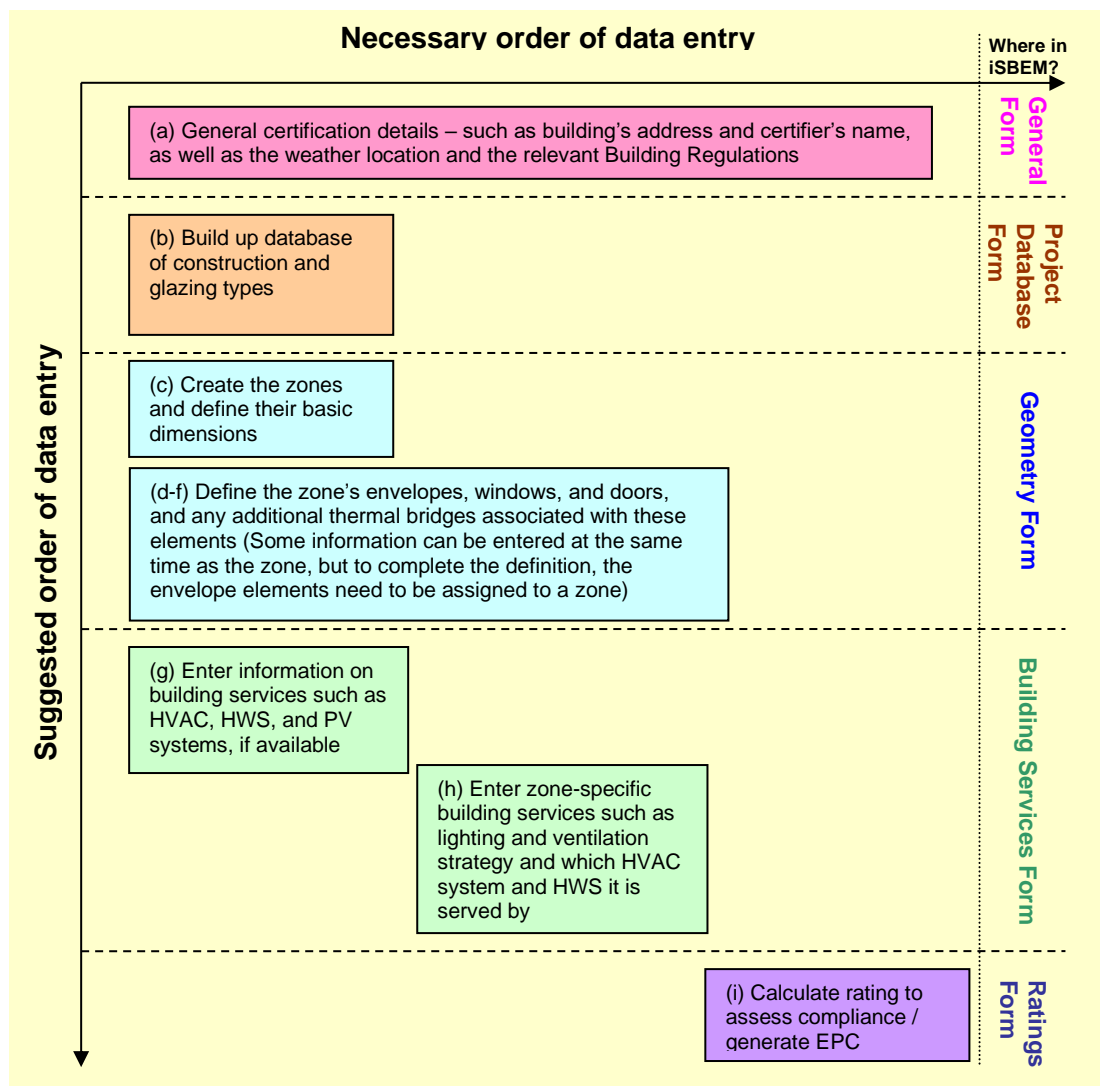 Necessary order of data entry
Where in
iSBEM?
(a) General certification details – such as building's address and certifier's name,
as well as the weather location and the relevant Building Regulations
General
Form
(b) Build up database
of construction and
glazing types
Project
Database
Form
Suggested order of data entry
(c) Create the zones
and define their basic
dimensions
(d-f) Define the zone's envelopes, windows, and doors,
and any additional thermal bridges associated with these
elements (Some information can be entered at the same
time as the zone, but to complete the definition, the
envelope elements need to be assigned to a zone)
Geometry Form
(g) Enter information on
building services such as
HVAC, HWS, and PV
systems, if available
(h) Enter zone-specific
building services such as
lighting and ventilation
strategy and which HVAC
system and HWS it is
served by
Building Services Form
(i) Calculate rating to
assess compliance /
generate EPC
Ratings
Form